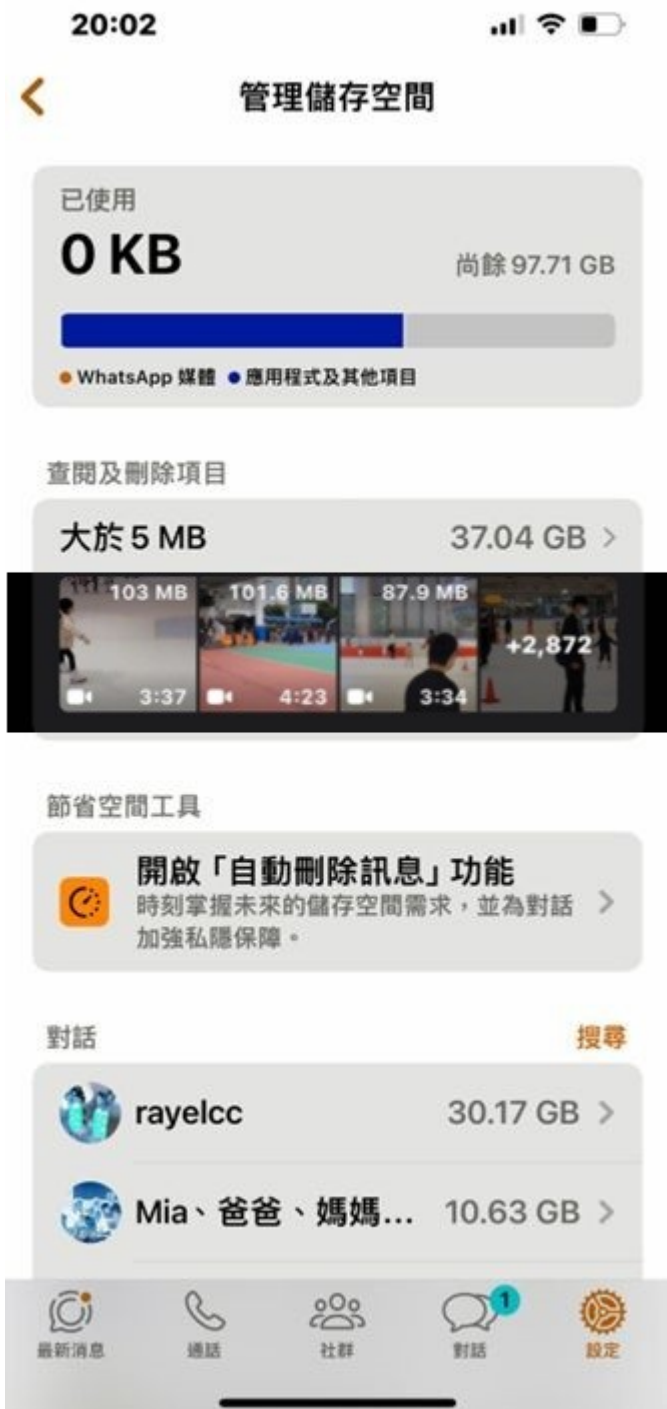 20:02
管理儲存空間
已使用
0 KB
尚餘 97.71 GB
WhatsApp 媒體 應用程式及其他項目
查閱及刪除項目
大於 5 MB 37.04 GB
103 MB 101.6 MB 87.9 MB
+2,872
3:37 4:23 3:34
節省空間工具
開啟「自動刪除訊息」功能
時刻掌握未來的儲存空間需求，並為對話
加強私隱保障。
對話 搜尋
rayelcc 30.17 GB
Mia、爸爸、媽媽... 10.63 GB
1
最新消息 通話 社群 對話 設定